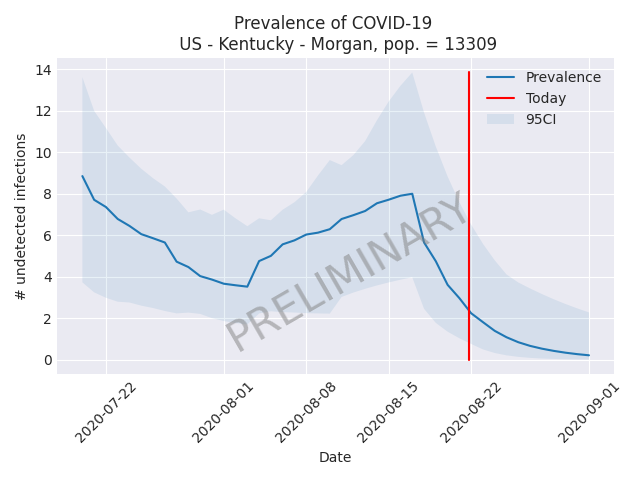 Prevalence of COVID-19
US - Kentucky - Morgan, pop. = 13309
14
12
10
8
6
4
2
0
# undetected infections
Prevalence
Today
95CI
PRELIMINARY
2020-07-22
2020-08-01
2020-08-08
2020-08-15
2020-08-22
2020-09-01
Date